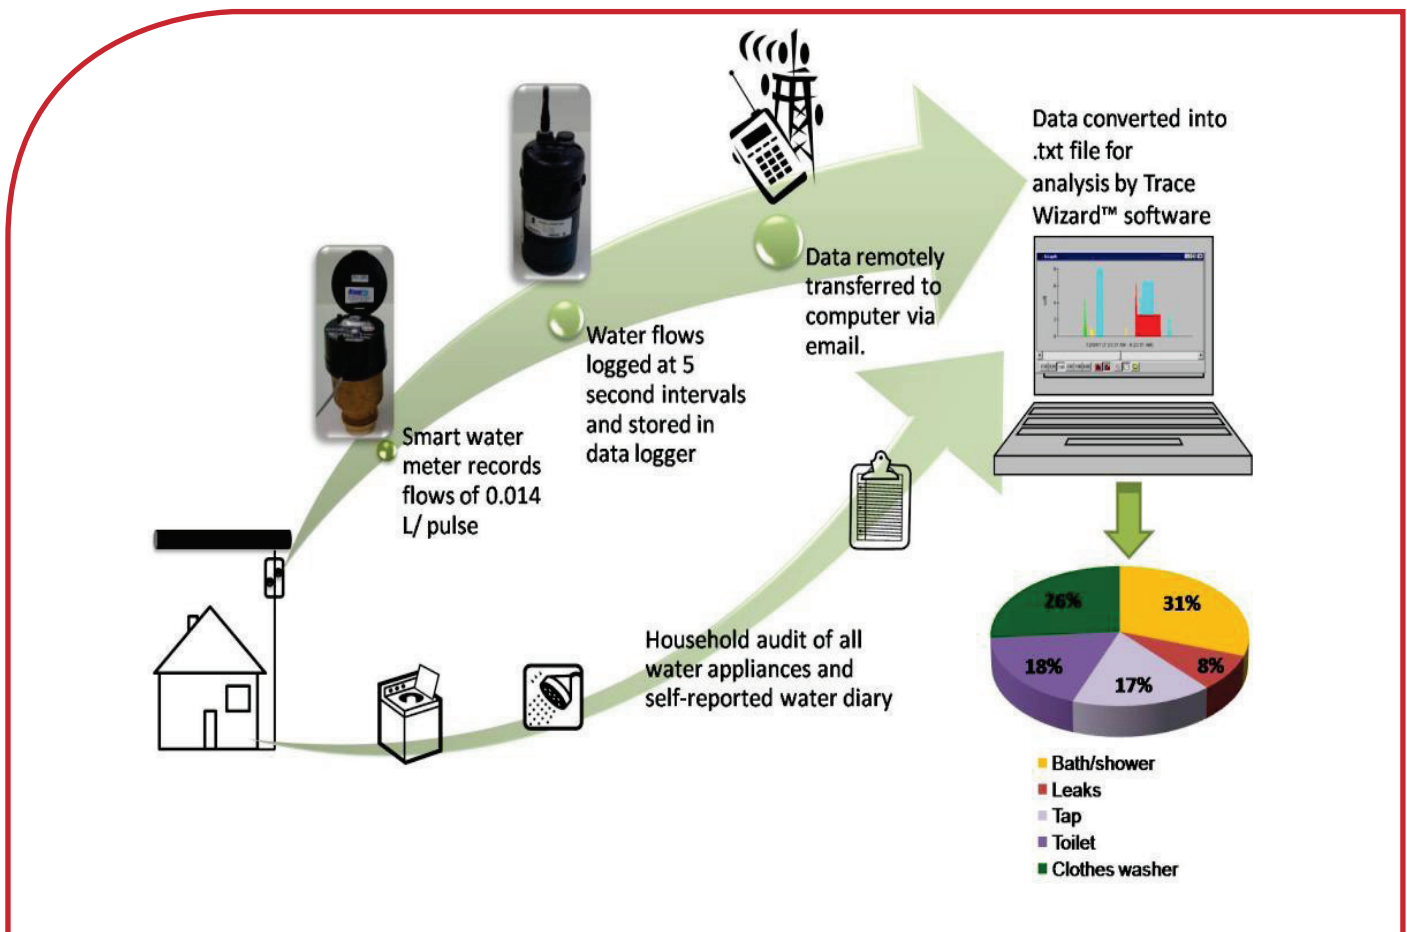 Data converted into
.txt file for
analysis by Trace
Wizard™ software
Data remotely
transferred to
computer via
email.
Water flows
logged at 5
second intervals
and stored in
data logger
Smart water
meter records
flows of 0.014
L/ pulse
Household audit of all
water appliances and
self-reported water diary
26%
31%
18%
17%
8%
Bath/shower
Leaks
Tap
Toilet
Clothes washer